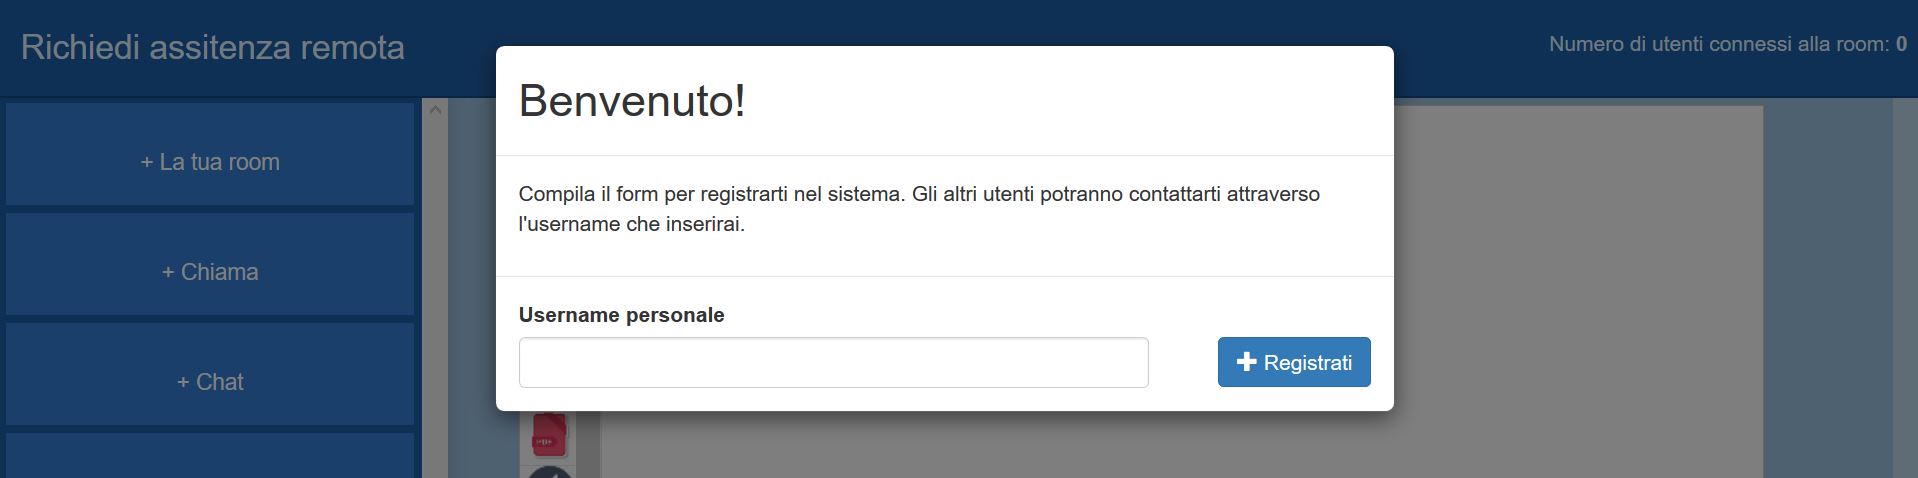 Richiedi assitenza remota
Numero di utenti connessi alla room: 0
Benvenuto!
+ La tua room
Compila il form per registrarti nel sistema. Gli altri utenti potranno contattarti attraverso
l'username che inserirai.
+ Chiama
Username personale
Registrati
+ Chat